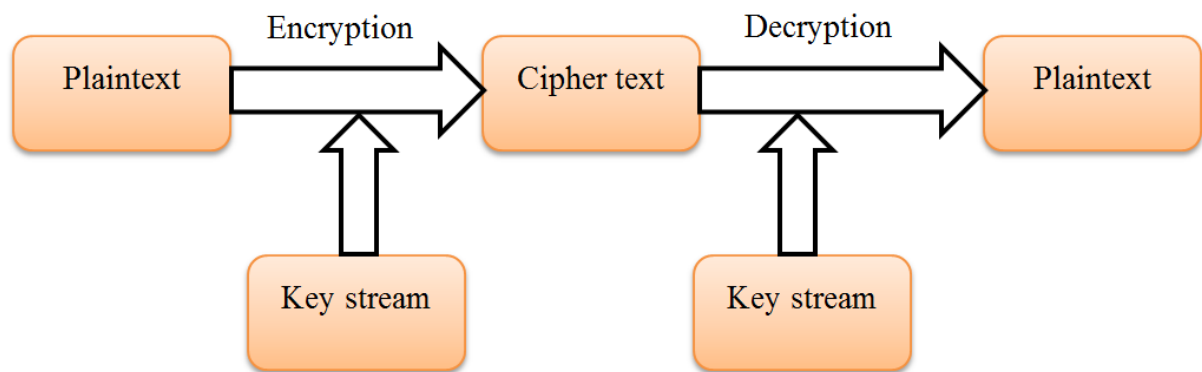 Encryption
Decryption
Plaintext
Cipher text
Plaintext
Key stream
Key stream